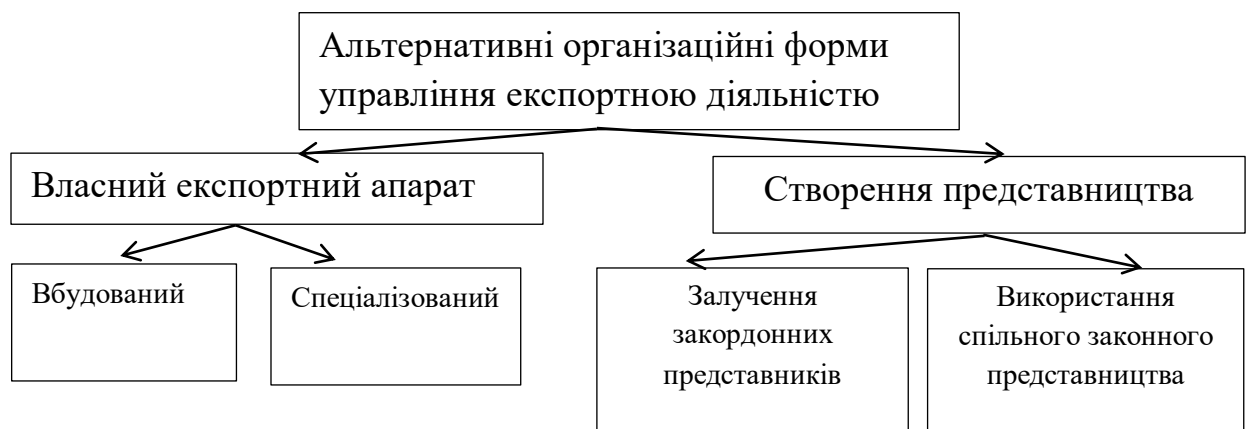 Альтернативні організаційні форми
управління експортною діяльністю
Власний експортний апарат
Створення представництва
Вбудований
Спеціалізований
Залучення
закордонних
представників
Використання
спільного законного
представництва